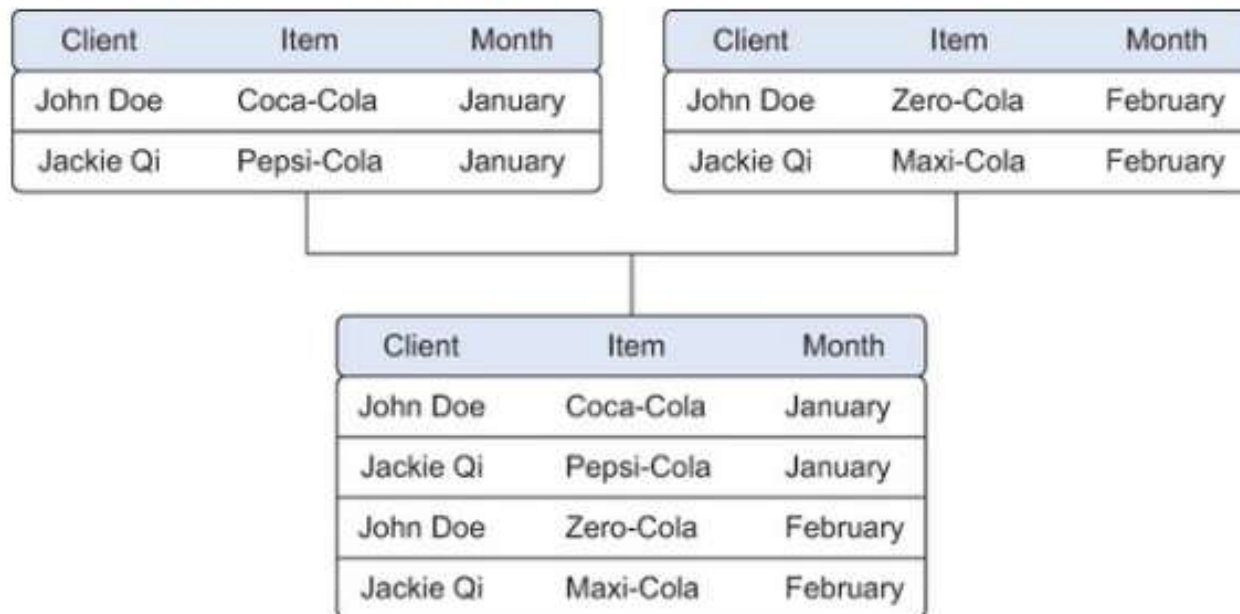 Client Item Month
John Doe Coca-Cola January
Jackie Qi Pepsi-Cola January
Client Item Month
John Doe Zero-Cola February
Jackie Qi Maxi-Cola February
Client Item Month
John Doe Coca-Cola January
Jackie Qi Pepsi-Cola January
John Doe Zero-Cola February
Jackie Qi Maxi-Cola February